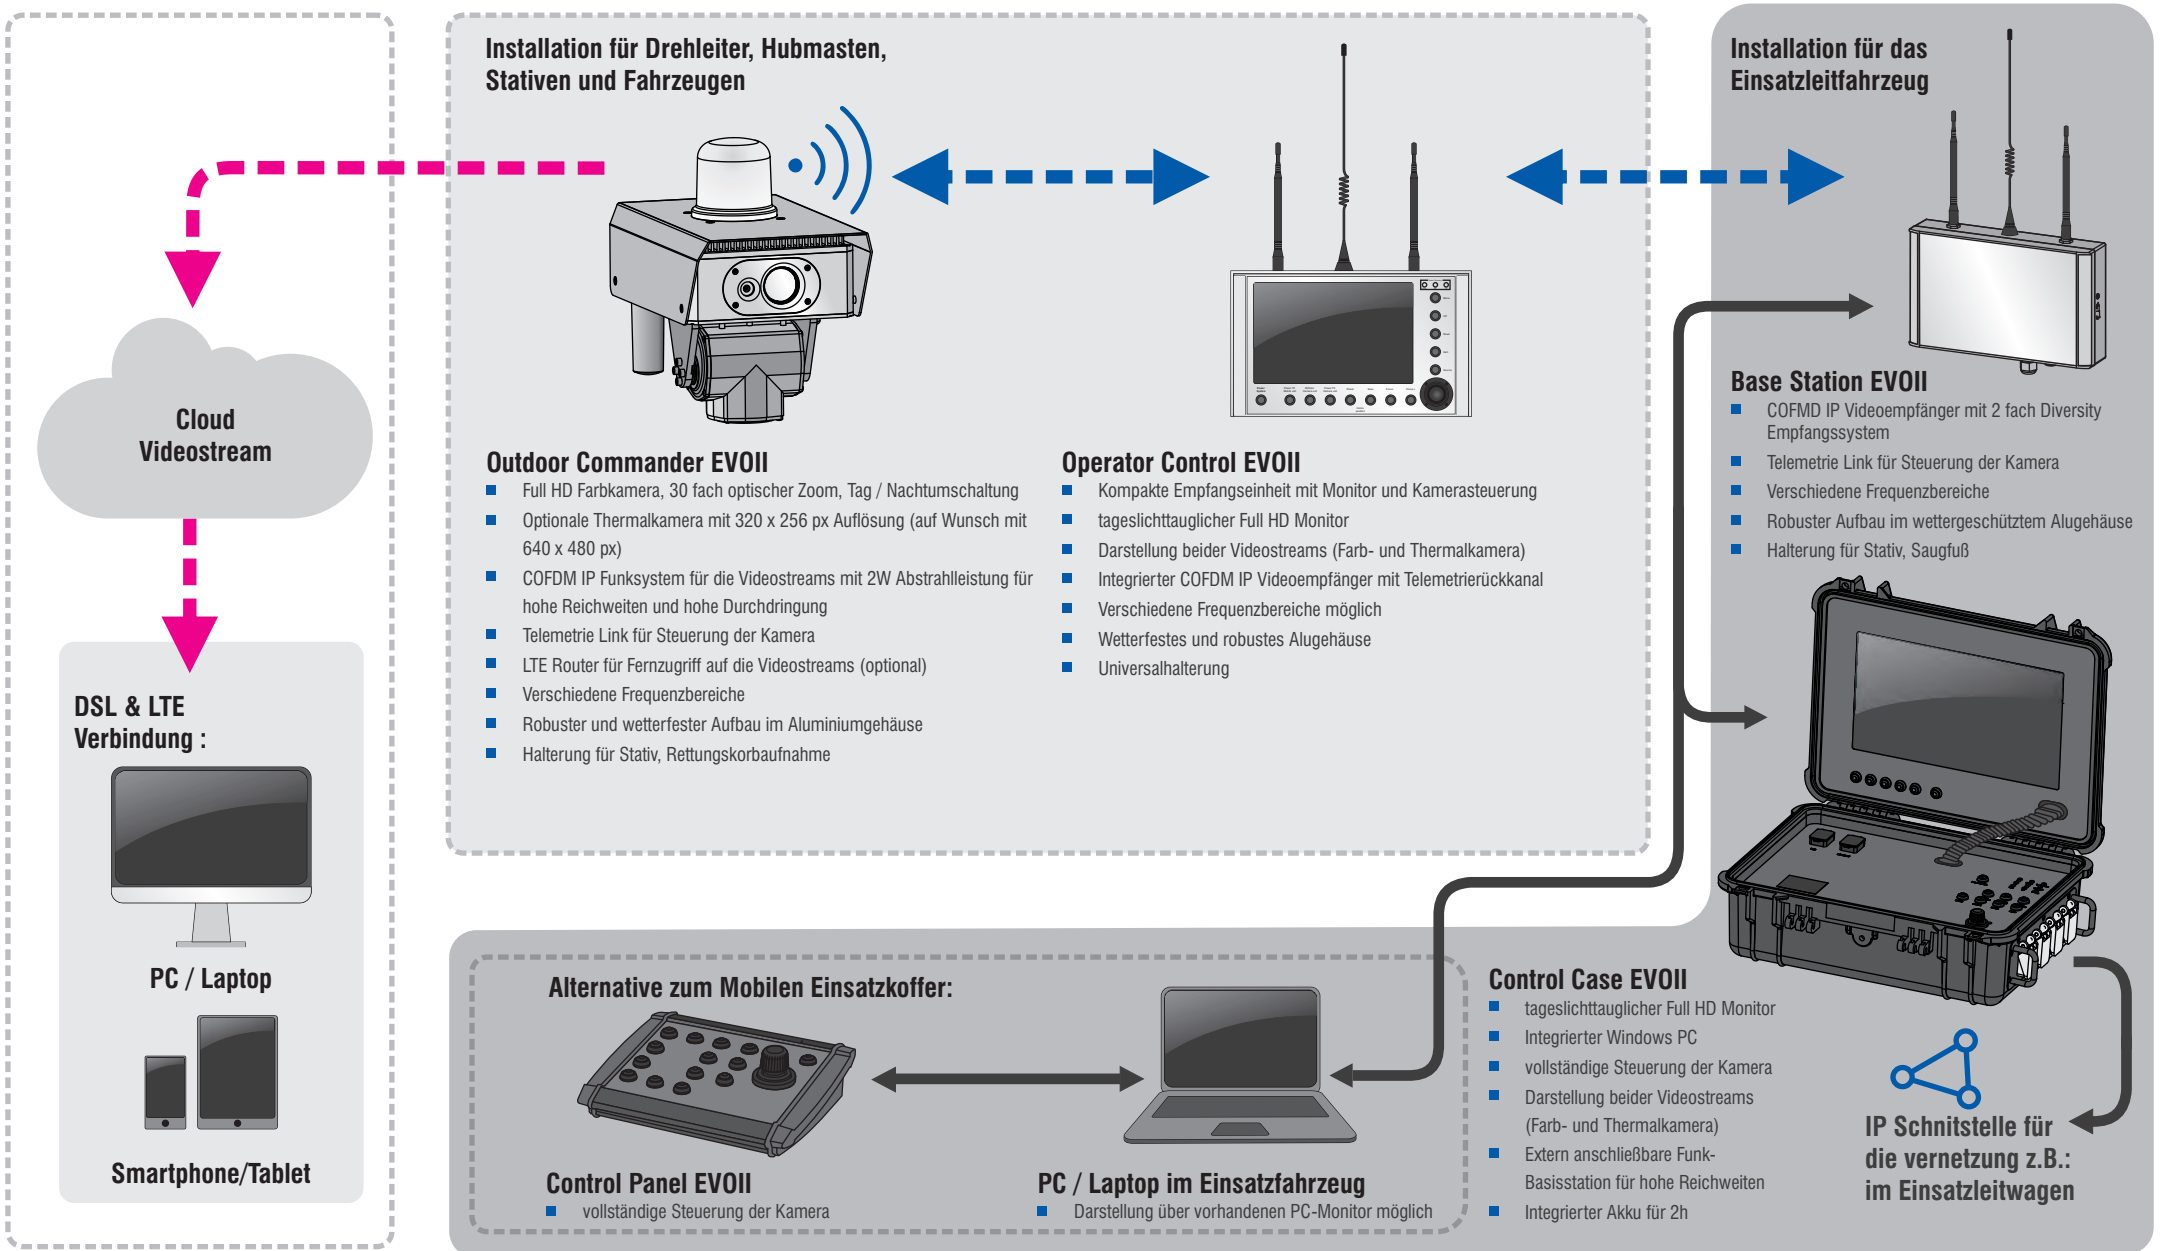 Installation für Drehleiter, Hubmasten,
Stativen und Fahrzeugen
Installation für das
Einsatzleitfahrzeug
Cloud
Videostream
DSL & LTE
Verbindung :
PC / Laptop
Smartphone/Tablet
Outdoor Commander EVOII
Full HD Farbkamera, 30 fach optischer Zoom, Tag / Nachtumschaltung
Optionale Thermalkamera mit 320 x 256 px Auflösung (auf Wunsch mit
640 x 480 px)
COFDM IP Funksystem für die Videostreams mit 2W Abstrahlleistung für
hohe Reichweiten und hohe Durchdringung
Telemetrie Link für Steuerung der Kamera
LTE Router für Fernzugriff auf die Videostreams (optional)
Verschiedene Frequenzbereiche
Robuster und wetterfester Aufbau im Aluminiumgehäuse
Halterung für Stativ, Rettungskorbaufnahme
Operator Control EVOII
Kompakte Empfangseinheit mit Monitor und Kamerasteuerung
tageslichttauglicher Full HD Monitor
Darstellung beider Videostreams (Farb- und Thermalkamera)
Integrierter COFDM IP Videoempfänger mit Telemetrierückkanal
Verschiedene Frequenzbereiche möglich
Wetterfestes und robustes Alugehäuse
Universalhalterung
Base Station EVOII
COFMD IP Videoempfänger mit 2 fach Diversity
Empfangssystem
Telemetrie Link für Steuerung der Kamera
Verschiedene Frequenzbereiche
Robuster Aufbau im wettergeschütztem Alugehäuse
Halterung für Stativ, Saugfuß
Alternative zum Mobilen Einsatzkoffer:
Control Panel EVOII
vollständige Steuerung der Kamera
PC / Laptop im Einsatzfahrzeug
Darstellung über vorhandenen PC-Monitor möglich
Control Case EVOII
tageslichttauglicher Full HD Monitor
Integrierter Windows PC
vollständige Steuerung der Kamera
Darstellung beider Videostreams
(Farb- und Thermalkamera)
Extern anschließbare Funk-
Basisstation für hohe Reichweiten
Integrierter Akku für 2h
IP Schnitstelle für
die vernetzung z.B.:
im Einsatzleitwagen